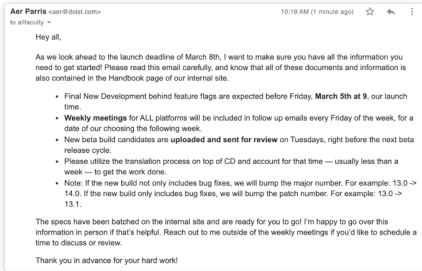 Aer Parris <aer@doist.com>
10:19 AM (1 minute ago)
to allfaculty
Hey all,
As we look ahead to the launch deadline of March 8th, I want to make sure you have all the information you
need to get started! Please read this email carefully, and know that all of these documents and information is
also contained in the Handbook page of our internal site.
• Final New Development behind feature flags are expected before Friday, March 5th at 9, our launch
time.
• Weekly meetings for ALL platforms will be included in follow up emails every Friday of the week, for a
date of our choosing the following week.
• New beta build candidates are uploaded and sent for review on Tuesdays, right before the next beta
release cycle.
• Please utilize the translation process on top of CD and account for that time — usually less than a
week — to get the work done.
• Note: If the new build not only includes bug fixes, we will bump the major number. For example: 13.0 ->
14.0. If the new build only includes bug fixes, we will bump the patch number. For example: 13.0 ->
13.1.
The specs have been batched on the internal site and are ready for you to go! I'm happy to go over this
information in person if that's helpful. Reach out to me outside of the weekly meetings if you'd like to schedule a
time to discuss or review.
Thank you in advance for your hard work!